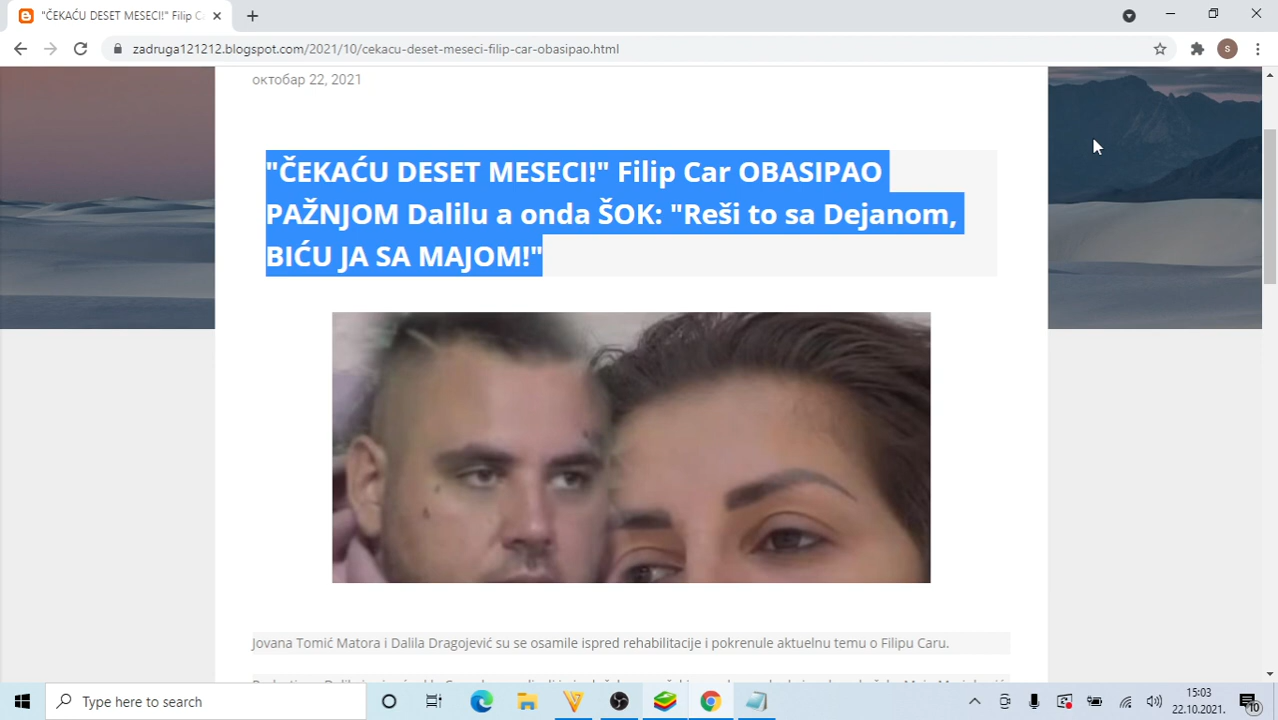 "ČEKAĆU DESET MESECI!" Filip C
zadruga121212.blogspot.com/2021/10/cekacu-deset-meseci-filip-car-obasipao.html
S
октобар 22, 2021
"ČEKAĆU DESET MESECI!" Filip Car OBASIPAO
PAŽNJOM Dalilu a onda ŠOK: "Reši to sa Dejanom,
BIĆU JA SA MAJOM!"
Jovana Tomić Matora i Dalila Dragojević su se osamile ispred rehabilitacije i pokrenule aktuelnu temu o Filipu Caru.
Type here to search
15:03
22.10.2021.
10